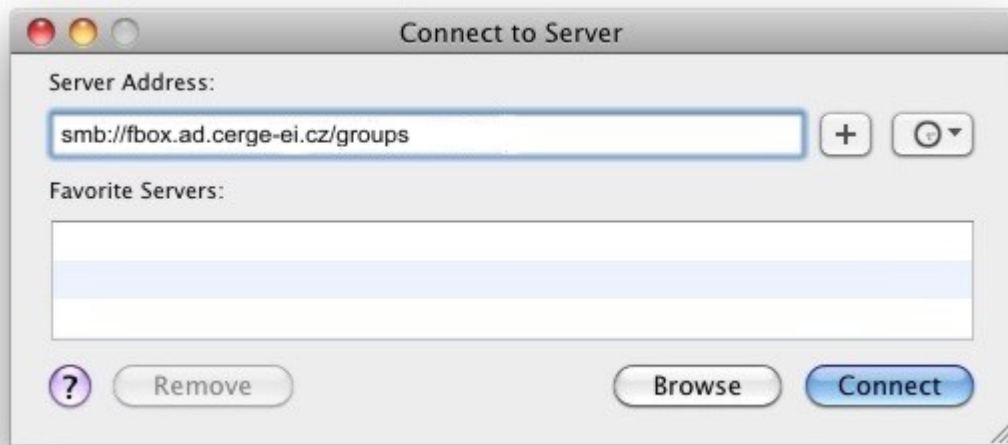 Connect to Server
Server Address:
smb://fbox.ad.cerge-ei.cz/groups
+
Favorite Servers:
? Remove Browse Connect